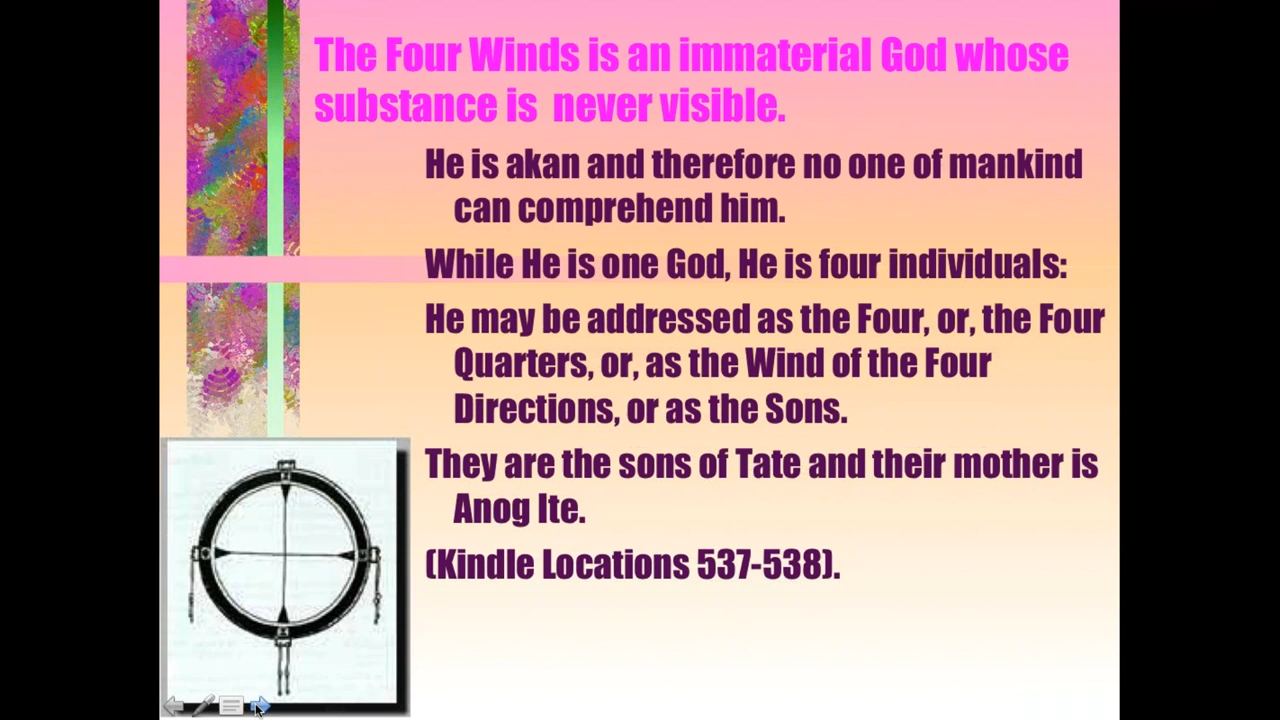 The Four Winds is an immaterial God whose
substance is never visible.
He is akan and therefore no one of mankind
can comprehend him.
While He is one God, He is four individuals:
He may be addressed as the Four, or, the Four
Quarters, or, as the Wind of the Four
Directions, or as the Sons.
They are the sons of Tate and their mother is
Anog Ite.
(Kindle Locations 537-538).